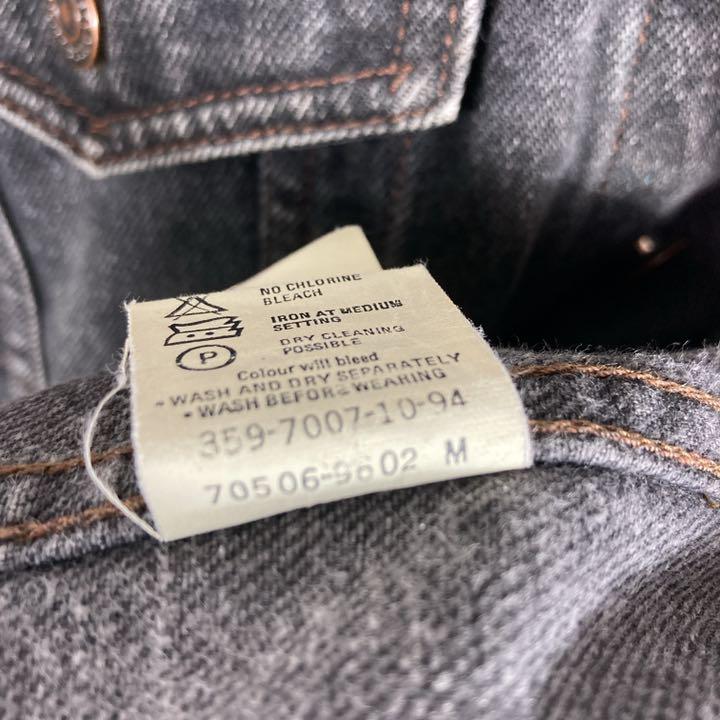 NO CHLORINE
BLEACH
IRON AT MEDIUM
SETTING
DRY CLEANING
POSSIBLE
P
Colour will bleed
-WASH AND DRY SEPARATELY
• WASH BEFORE WEARING
359-7007-10-94
70506-9802 M